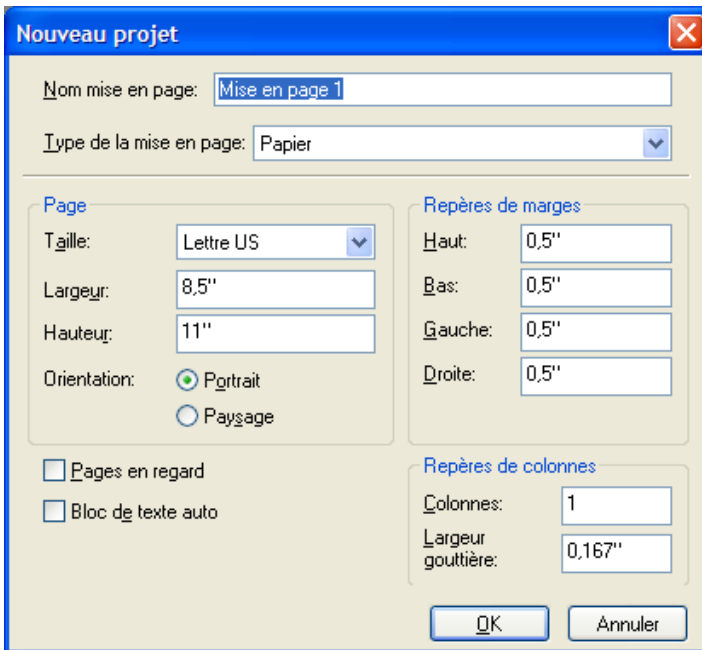 Nouveau projet
Nom mise en page: Mise en page 1
Type de la mise en page: Papier
Page
Taille: Lettre US
Largeur: 8,5"
Hauteur: 11"
Orientation: Portrait
Paysage
Repères de marges
Haut: 0,5"
Bas: 0,5"
Gauche: 0,5"
Droite: 0,5"
Pages en regard
Bloc de texte auto
Repères de colonnes
Colonnes: 1
Largeur
gouttière: 0,167"
OK Annuler